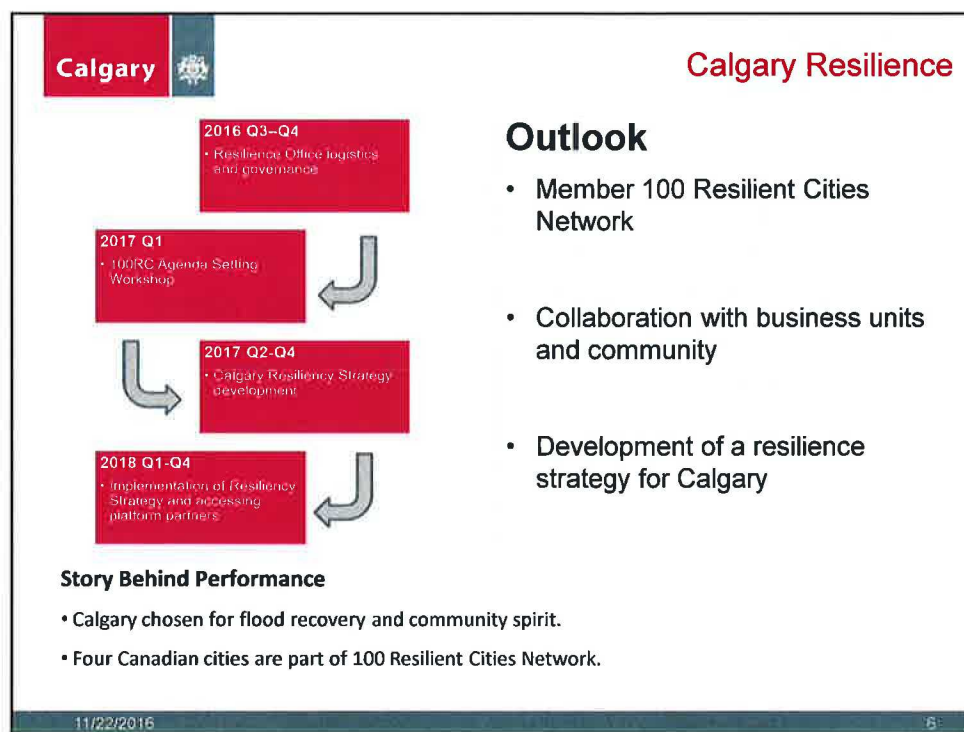 Calgary
Calgary Resilience
2016 Q3–Q4
• Resilience Office logistics
and governance
2017 Q1
• 100RC Agenda Setting
Workshop
2017 Q2-Q4
• Calgary Resiliency Strategy
development
2018 Q1-Q4
• Implementation of Resiliency
Strategy and accessing
platform partners
Outlook
• Member 100 Resilient Cities
Network
• Collaboration with business units
and community
• Development of a resilience
strategy for Calgary
Story Behind Performance
• Calgary chosen for flood recovery and community spirit.
• Four Canadian cities are part of 100 Resilient Cities Network.
11/22/2016
6